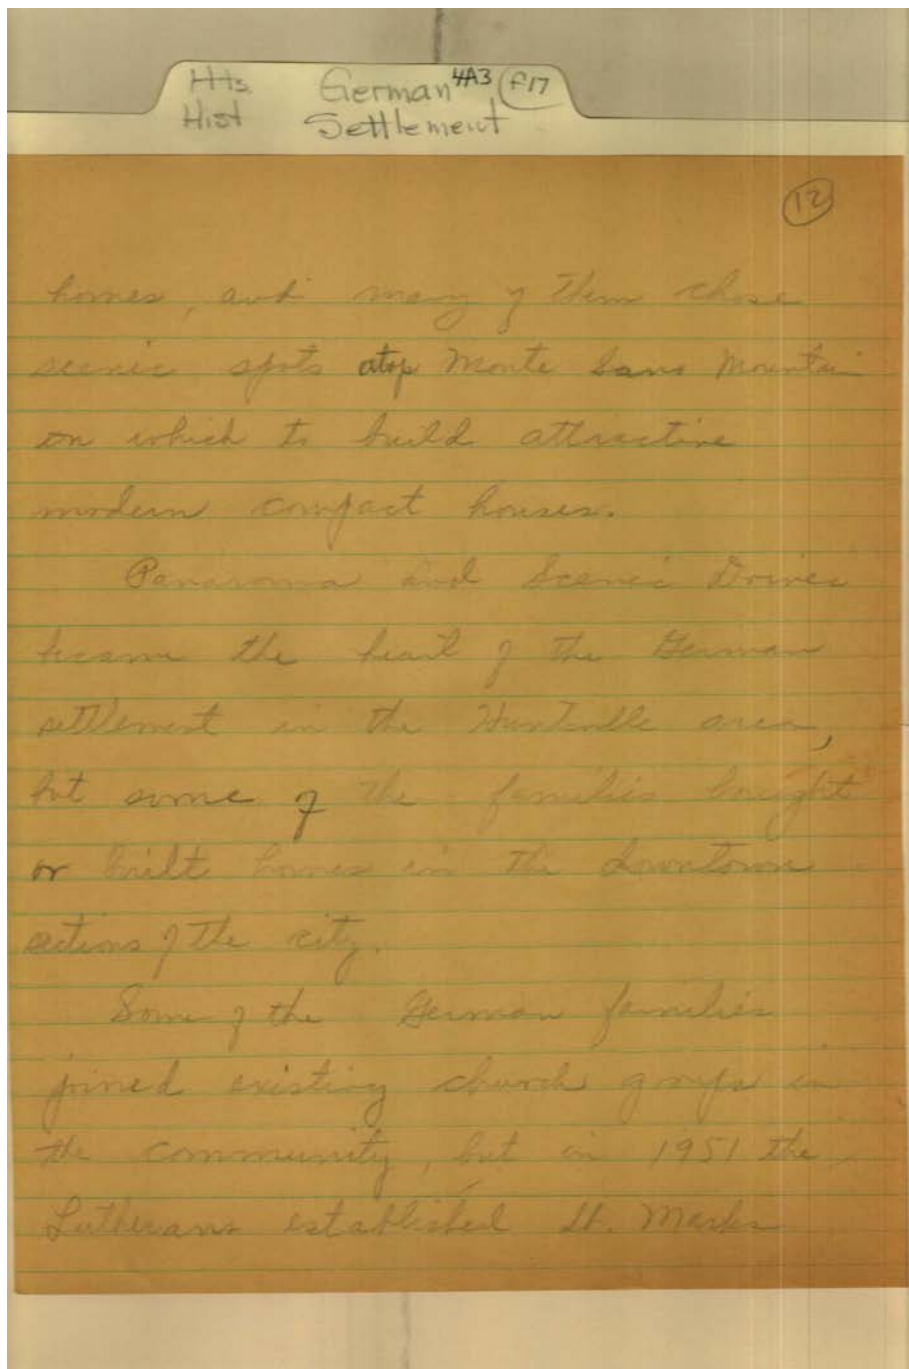 Hts. German 4A3 F17
Hist Settlement
12
homes, and many of them chose
scenic spots atop Monte Sano Mountain
on which to build attractive
modern compact houses.
Panaroma and Scenic Drives
became the heart of the German
settlement in the Huntsville area,
but some of the families bought
or built homes in the downtown
sections of the city.
Some of the German families
joined existing church groups in
the community, but in 1951 the
Lutherans established St. Marks